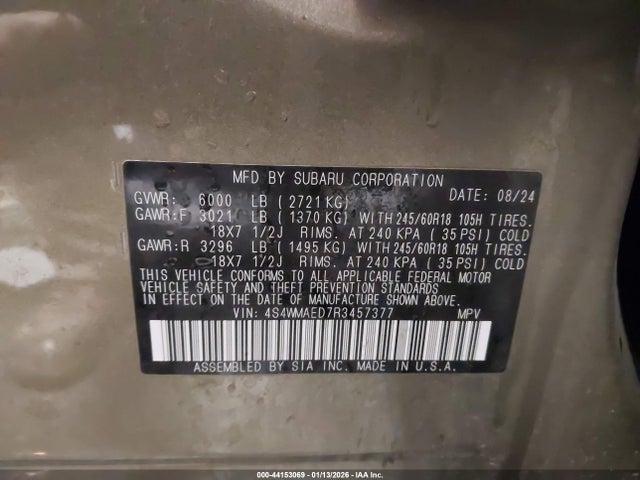 MFD BY SUBARU CORPORATION
GVWR: 6000 LB ( 2721 KG) DATE: 08/24
GAWR:F 3021 LB ( 1370 KG) WITH 245/60R18 105H TIRES.
18X7 1/2J RIMS. AT 240 KPA ( 35 PSI) COLD
GAWR:R 3296 LB ( 1495 KG) WITH 245/60R18 105H TIRES.
18X7 1/2J RIMS. AT 240 KPA ( 35 PSI) COLD
THIS VEHICLE CONFORMS TO ALL APPLICABLE FEDERAL MOTOR
VEHICLE SAFETY AND THEFT PREVENTION STANDARDS
IN EFFECT ON THE DATE OF MANUFACTURE SHOWN ABOVE.
VIN: 4S4WMAED7R3457377 MPV
ASSEMBLED BY SIA INC. MADE IN U.S.A.
000-44153069 - 01/13/2026 - IAA Inc.